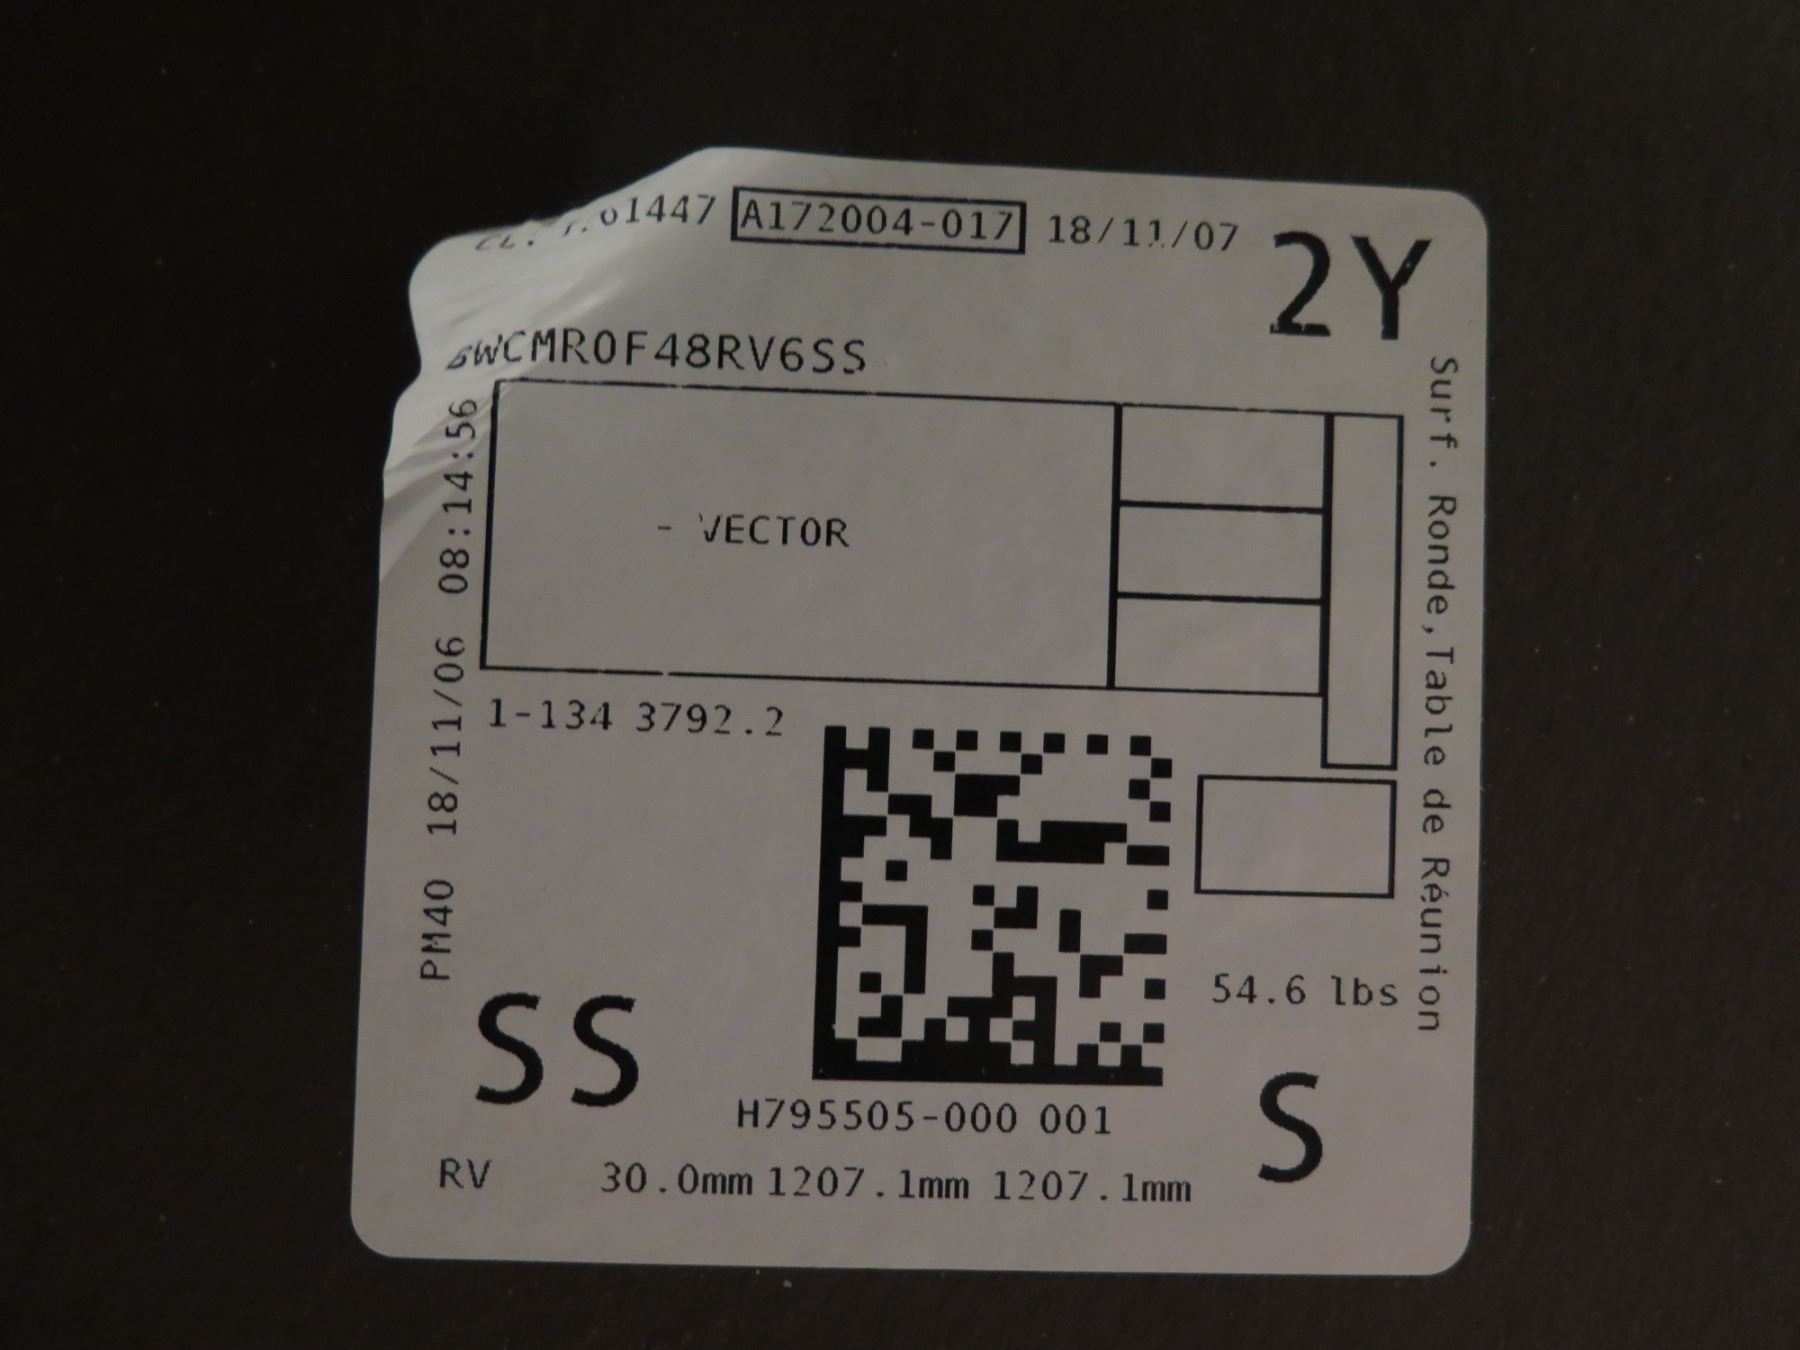 A172004-017 18/11/07
2Y
- VECTOR
1-134 3792.2
PM40 18/11/06 08:14:56
Surf. Ronde,Table de Réunion
54.6 lbs
SS
S
H795505-000 001
RV 30.0mm 1207.1mm 1207.1mm